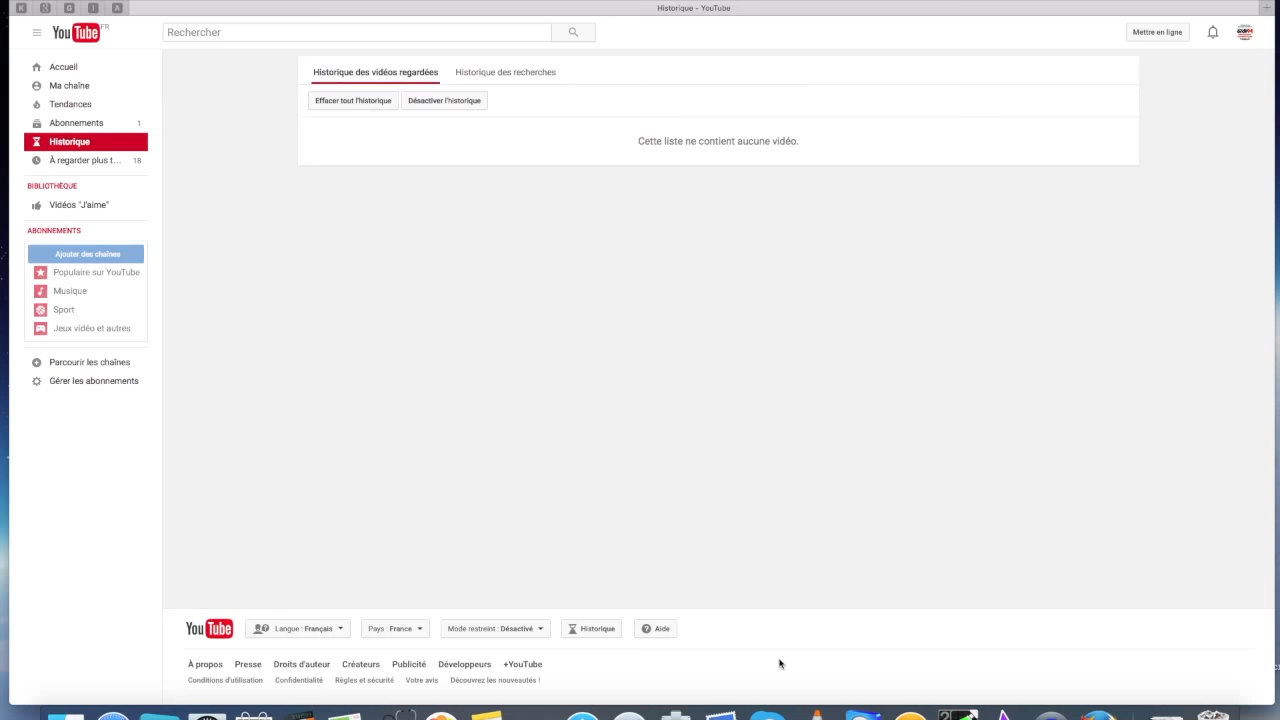 K 8 G I A Historique - YouTube
YouTube FR
Rechercher
Mettre en ligne
Accueil
Ma chaîne
Tendances
Abonnements 1
Historique
À regarder plus t... 18
BIBLIOTHÈQUE
Vidéos "J'aime"
ABONNEMENTS
Ajouter des chaînes
Populaire sur YouTube
Musique
Sport
Jeux vidéo et autres
Parcourir les chaînes
Gérer les abonnements
Historique des vidéos regardées Historique des recherches
Effacer tout l'historique Désactiver l'historique
Cette liste ne contient aucune vidéo.
YouTube Langue : Français Pays : France Mode restreint : Désactivé Historique Aide
À propos Presse Droits d'auteur Créateurs Publicité Développeurs +YouTube
Conditions d'utilisation Confidentialité Règles et sécurité Votre avis Découvrez les nouveautés !